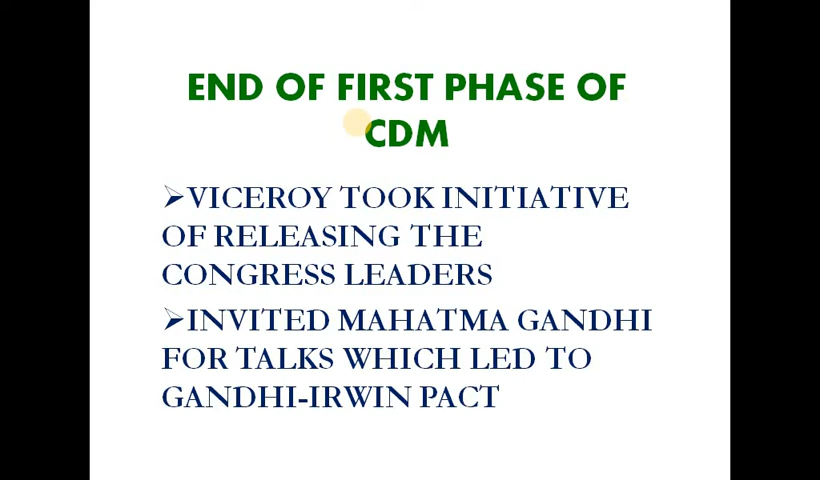 END OF FIRST PHASE OF
CDM
➢VICEROY TOOK INITIATIVE
OF RELEASING THE
CONGRESS LEADERS
➢INVITED MAHATMA GANDHI
FOR TALKS WHICH LED TO
GANDHI-IRWIN PACT